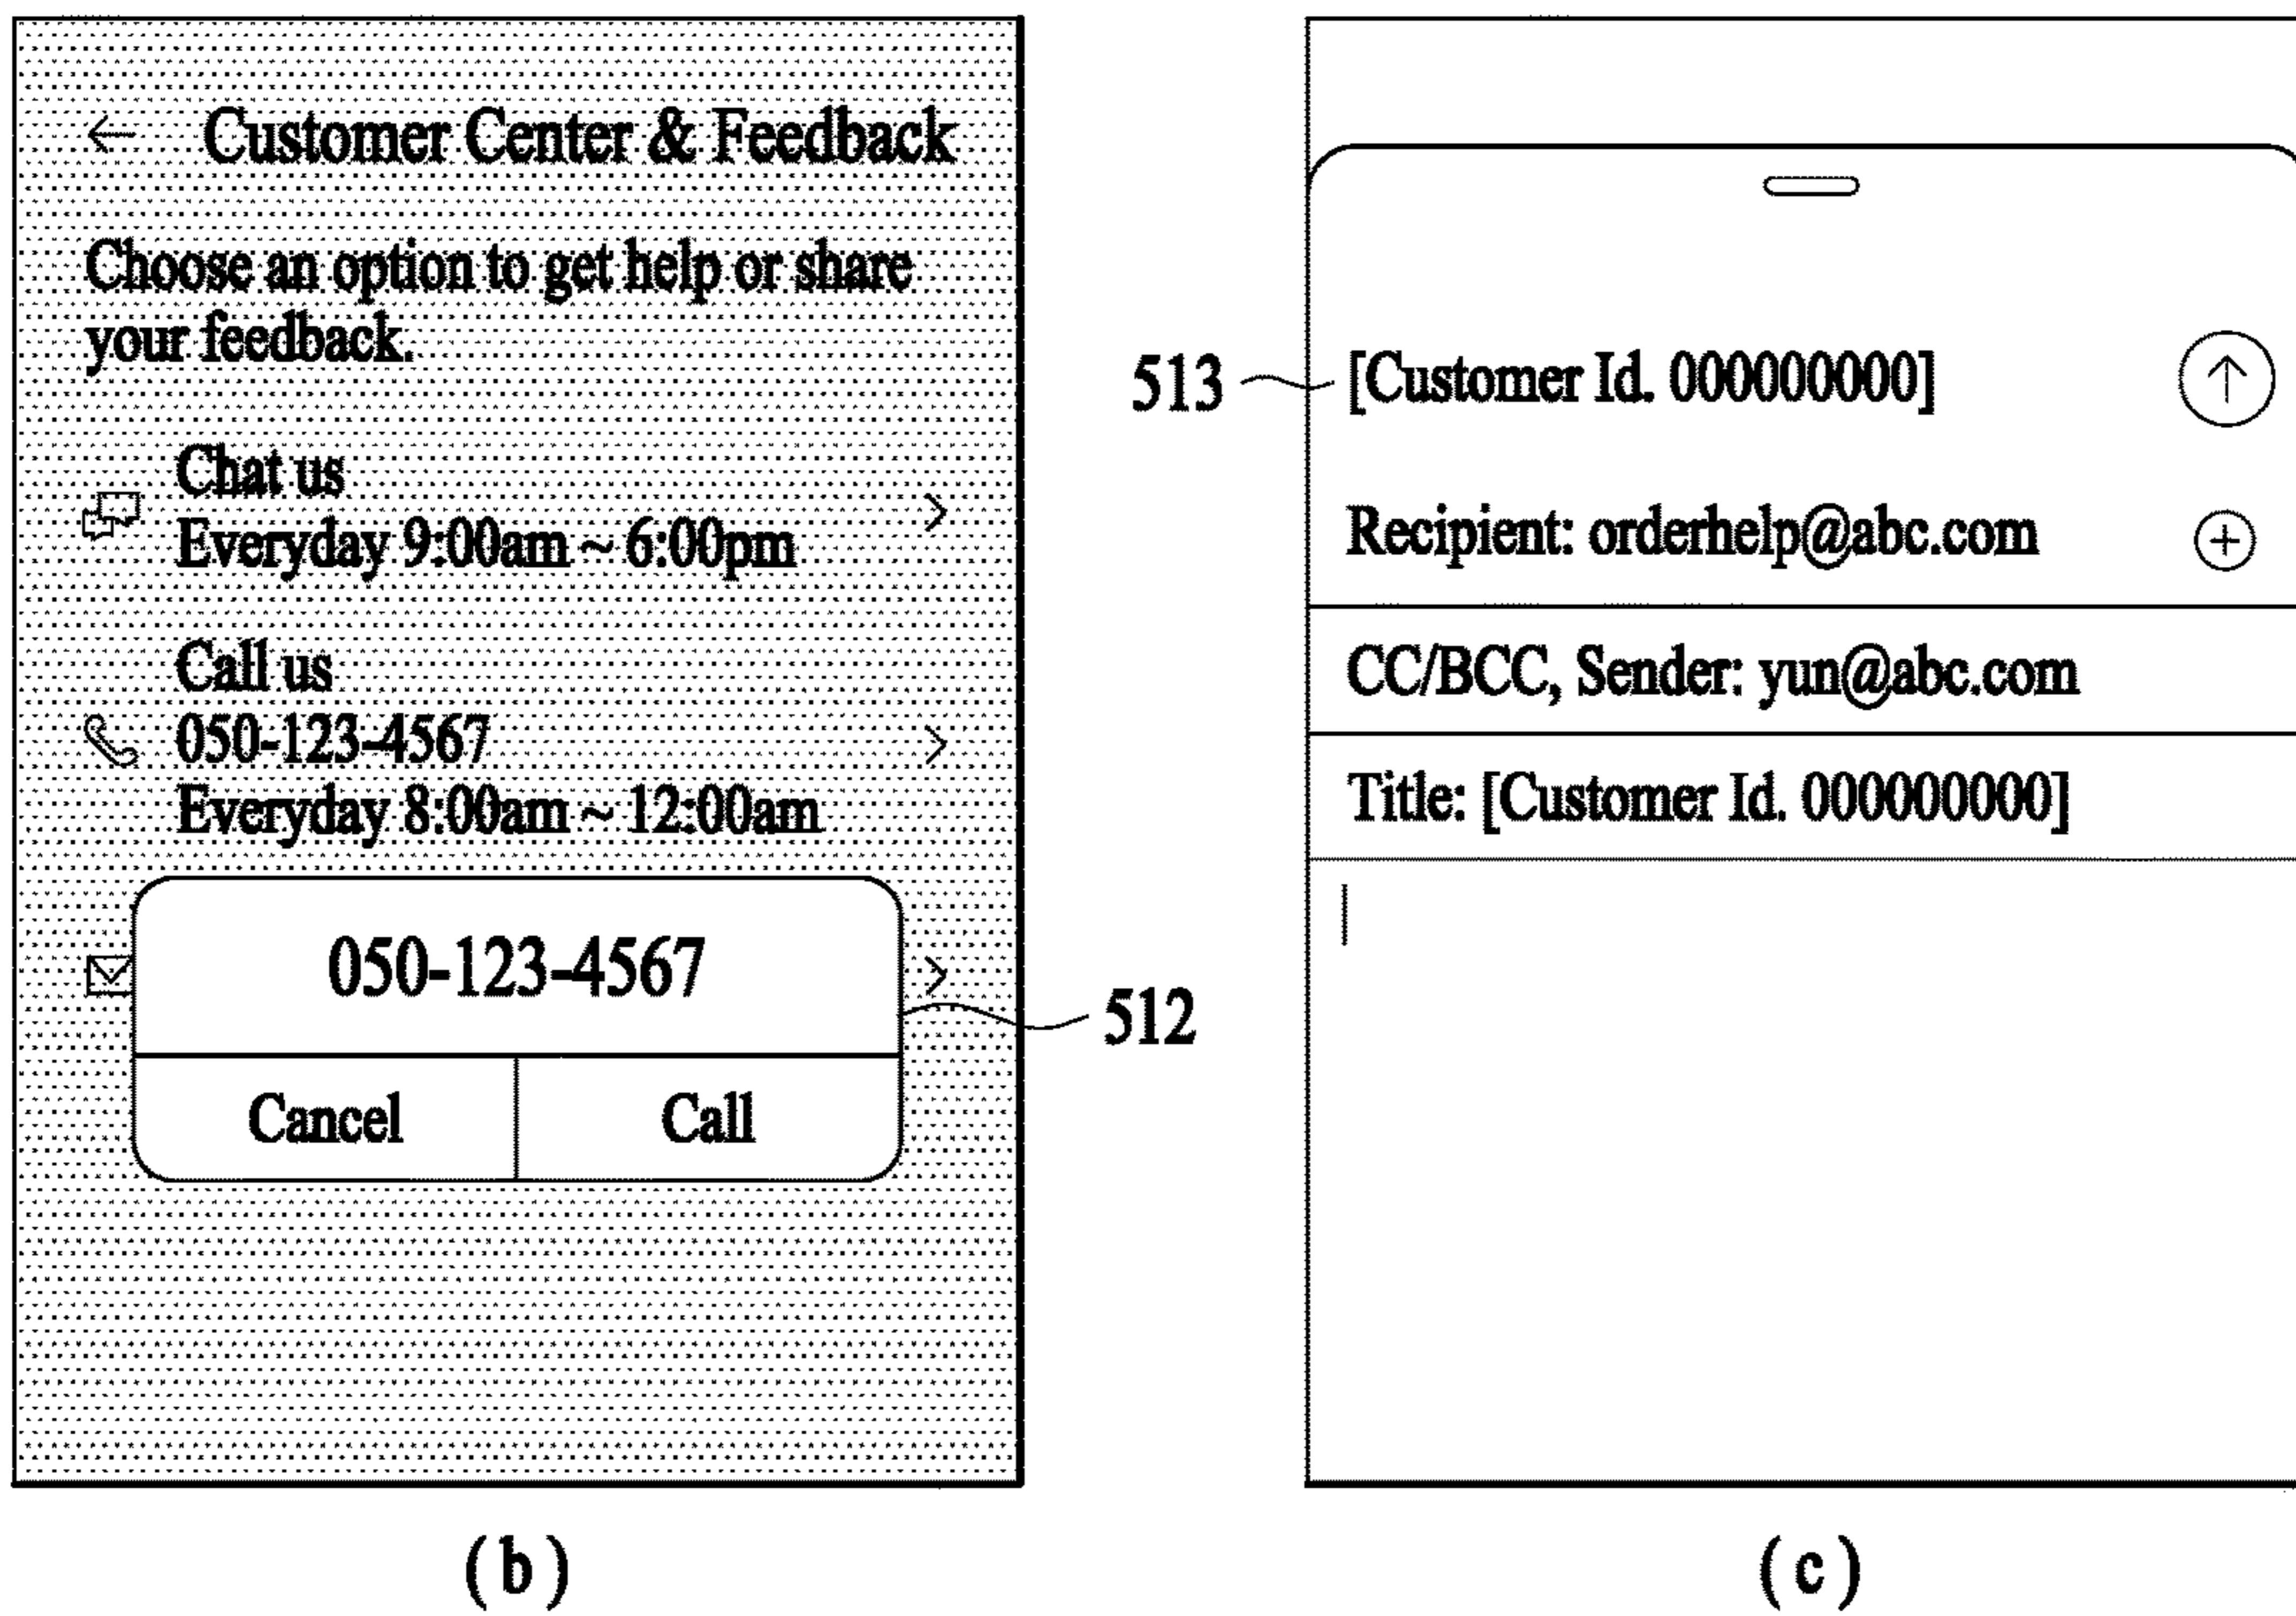 ← Customer Center & Feedback
Choose an option to get help or share
your feedback.
Chat us
Everyday 9:00am ~ 6:00pm
Call us
050-123-4567
Everyday 8:00am ~ 12:00am
050-123-4567
Cancel Call
512
(b)
513
[Customer Id. 000000000]
Recipient: orderhelp@abc.com
CC/BCC, Sender: yun@abc.com
Title: [Customer Id. 000000000]
(c)